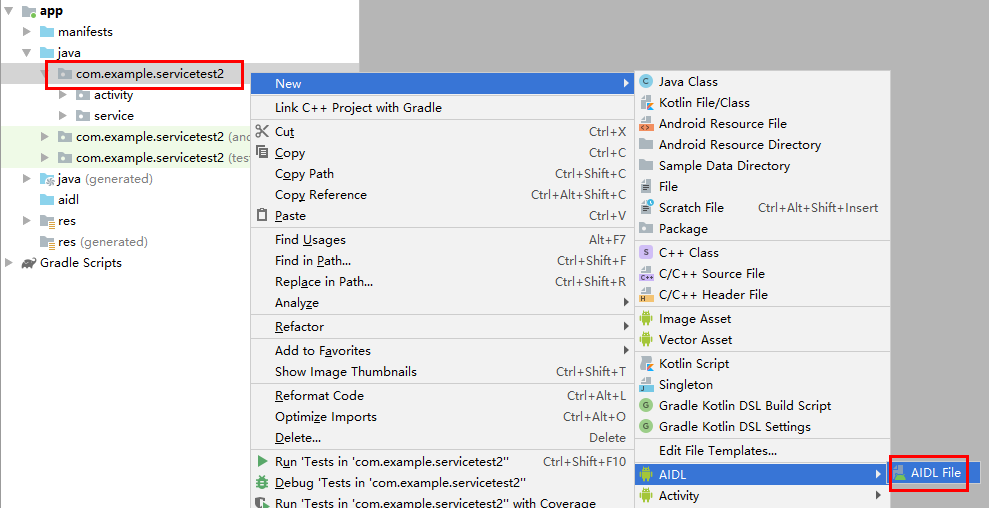 app
manifests
java
com.example.servicetest2
activity
service
com.example.servicetest2 (and
com.example.servicetest2 (tes
java (generated)
aidl
res
res (generated)
Gradle Scripts
New
Link C++ Project with Gradle
Cut Ctrl+X
Copy Ctrl+C
Copy Path Ctrl+Shift+C
Copy Reference Ctrl+Alt+Shift+C
Paste Ctrl+V
Find Usages Alt+F7
Find in Path... Ctrl+Shift+F
Replace in Path... Ctrl+Shift+R
Analyze
Refactor
Add to Favorites
Show Image Thumbnails Ctrl+Shift+T
Reformat Code Ctrl+Alt+L
Optimize Imports Ctrl+Alt+O
Delete... Delete
Run 'Tests in 'com.example.servicetest2'' Ctrl+Shift+F10
Debug 'Tests in 'com.example.servicetest2''
Run 'Tests in 'com.example.servicetest2'' with Coverage
Java Class
Kotlin File/Class
Android Resource File
Android Resource Directory
Sample Data Directory
File
Scratch File Ctrl+Alt+Shift+Insert
Package
C++ Class
C/C++ Source File
C/C++ Header File
Image Asset
Vector Asset
Kotlin Script
Singleton
Gradle Kotlin DSL Build Script
Gradle Kotlin DSL Settings
Edit File Templates...
AIDL
Activity
AIDL File